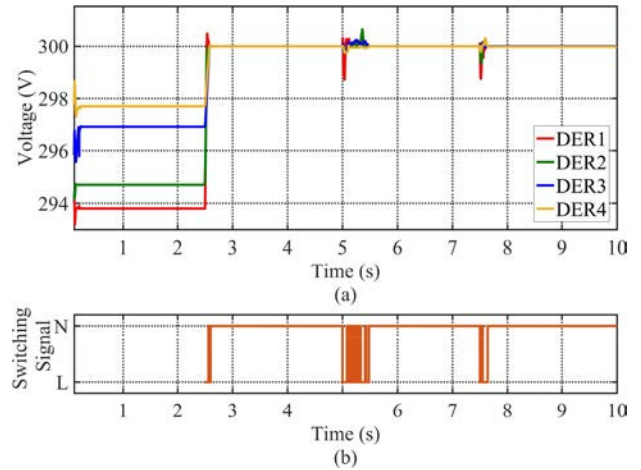 300
298
296
294
Voltage (V)
DER1
DER2
DER3
DER4
1 2 3 4 5 6 7 8 9 10
Time (s)
(a)
Switching
Signal
N
L
1 2 3 4 5 6 7 8 9 10
Time (s)
(b)